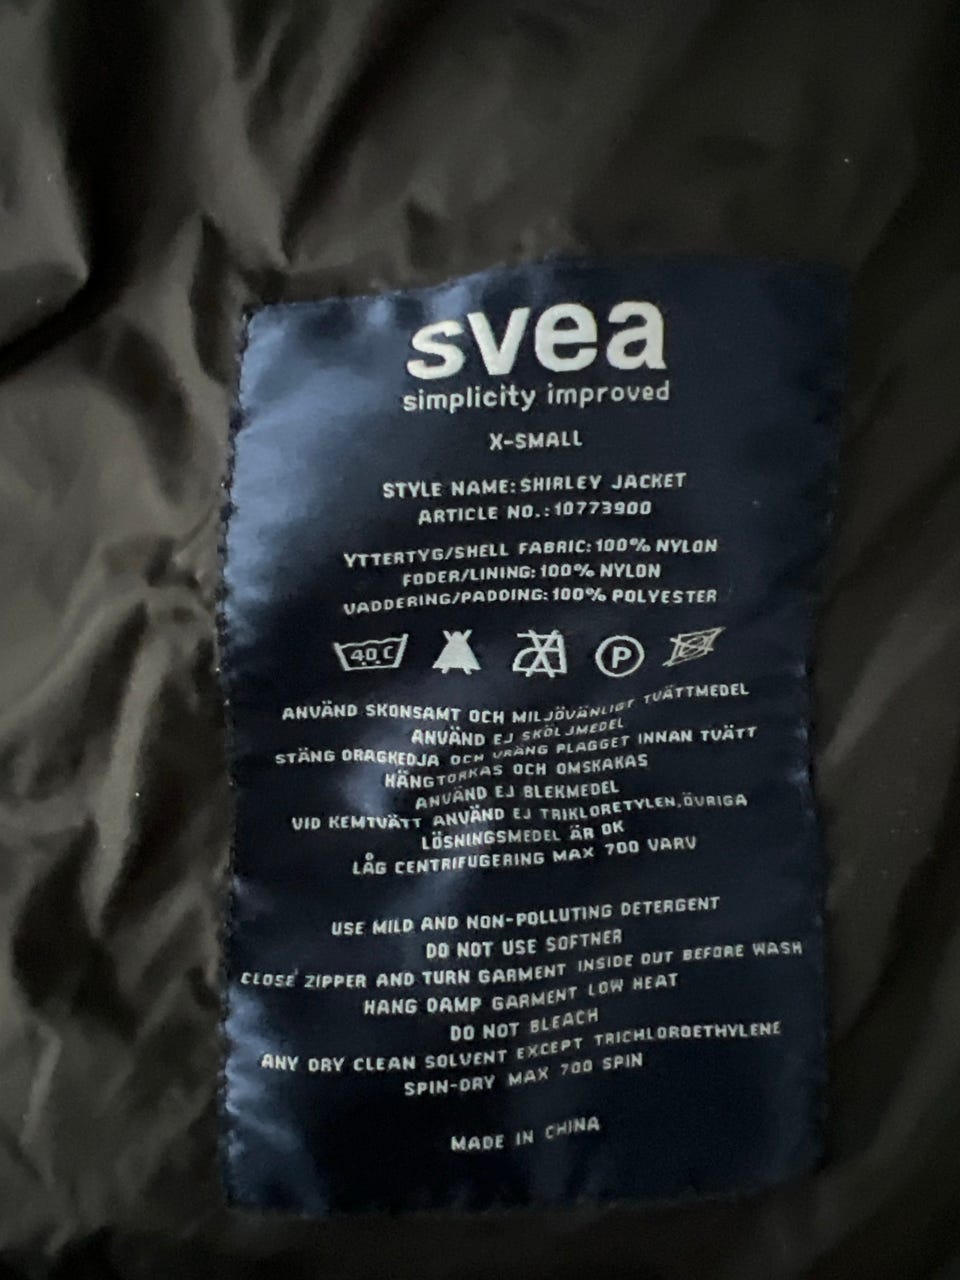 svea
simplicity improved
X-SMALL
STYLE NAME: SHIRLEY JACKET
ARTICLE NO.: 10773900
YTTERTYG/SHELL FABRIC: 100% NYLON
FODER/LINING: 100% NYLON
VADDERING/PADDING: 100% POLYESTER
40 C P
ANVÄND SKONSAMT OCH MILJÖVÄNLIGT TVÄTTMEDEL
ANVÄND EJ SKÖLJMEDEL
STÄNG DRAGKEDJA OCH VRÄNG PLAGGET INNAN TVÄTT
HÄNGTORKAS OCH OMSKAKAS
ANVÄND EJ BLEKMEDEL
VID KEMTVÄTT ANVÄND EJ TRIKLORETYLEN, ÖVRIGA
LÖSNINGSMEDEL ÄR OK
LÅG CENTRIFUGERING MAX 700 VARV
USE MILD AND NON-POLLUTING DETERGENT
DO NOT USE SOFTNER
CLOSE ZIPPER AND TURN GARMENT INSIDE OUT BEFORE WASH
HANG DAMP GARMENT LOW HEAT
DO NOT BLEACH
ANY DRY CLEAN SOLVENT EXCEPT TRICHLOROETHYLENE
SPIN-DRY MAX 700 SPIN
MADE IN CHINA